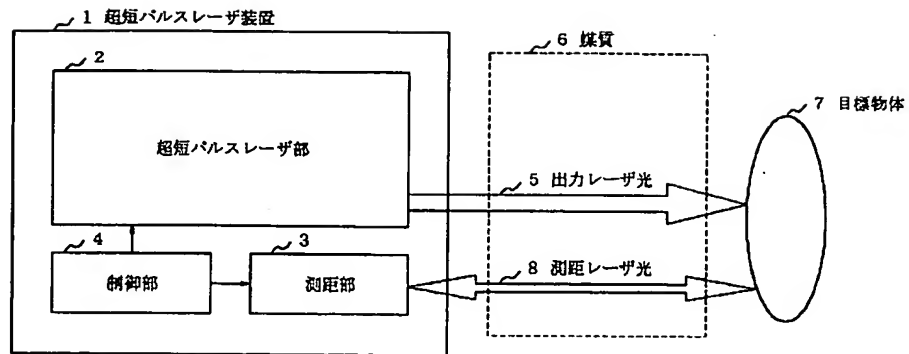 1 超短パルスレーザ装置
6 媒質
2
7 目標物体
超短パルスレーザ部
5 出力レーザ光
4
3
制御部
測距部
8 測距レーザ光